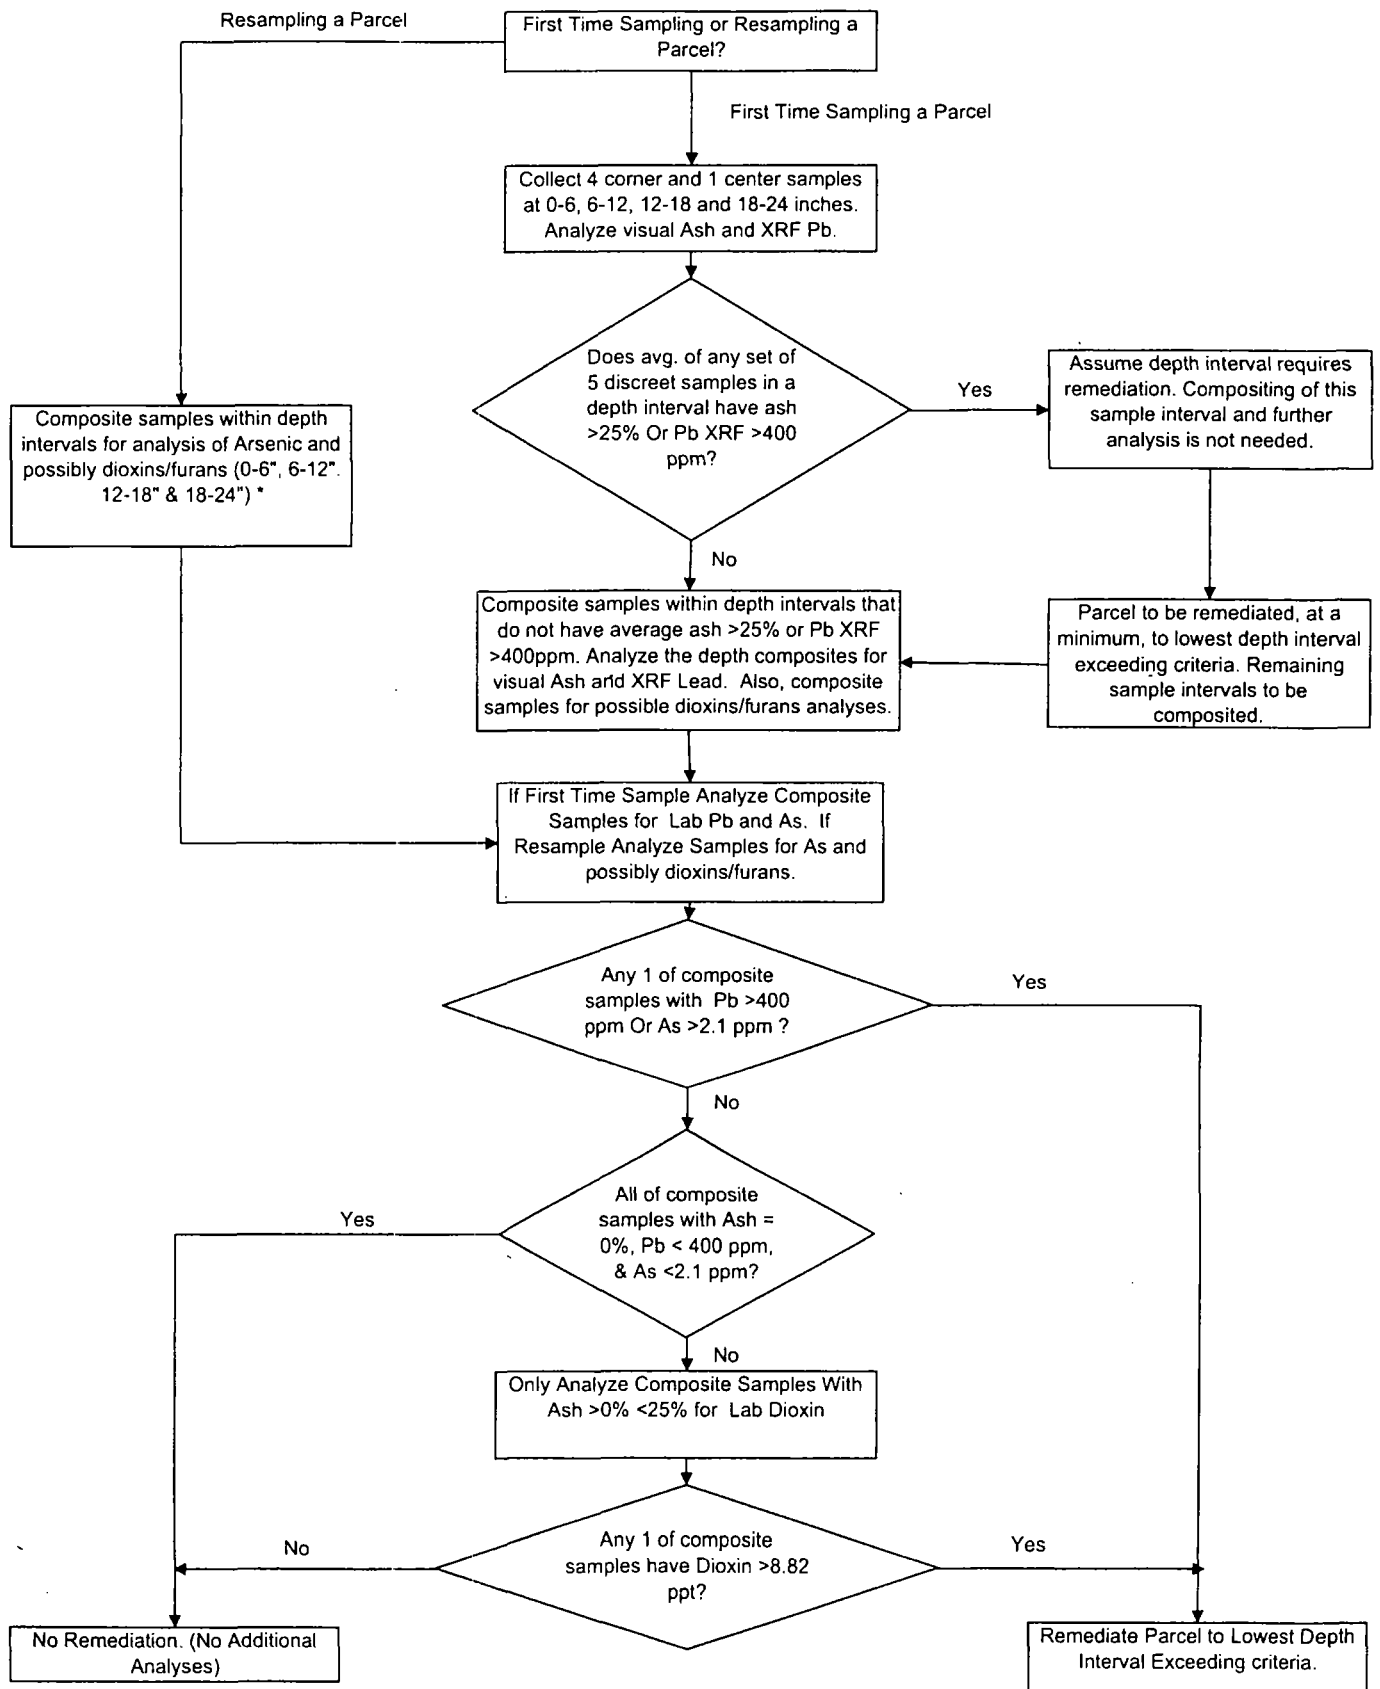 Resampling a Parcel
First Time Sampling or Resampling a
Parcel?
First Time Sampling a Parcel
Collect 4 corner and 1 center samples
at 0-6, 6-12, 12-18 and 18-24 inches.
Analyze visual Ash and XRF Pb.
Does avg. of any set of
5 discreet samples in a
depth interval have ash
>25% Or Pb XRF >400
ppm?
Yes
Assume depth interval requires
remediation. Compositing of this
sample interval and further
analysis is not needed.
Composite samples within depth
intervals for analysis of Arsenic and
possibly dioxins/furans (0-6", 6-12".
12-18" & 18-24") *
No
Composite samples within depth intervals that
do not have average ash >25% or Pb XRF
>400ppm. Analyze the depth composites for
visual Ash and XRF Lead. Also, composite
samples for possible dioxins/furans analyses.
Parcel to be remediated, at a
minimum, to lowest depth interval
exceeding criteria. Remaining
sample intervals to be
composited.
If First Time Sample Analyze Composite
Samples for Lab Pb and As. If
Resample Analyze Samples for As and
possibly dioxins/furans.
Any 1 of composite
samples with Pb >400
ppm Or As >2.1 ppm ?
Yes
No
All of composite
samples with Ash =
0%, Pb < 400 ppm,
& As <2.1 ppm?
Yes
No
Only Analyze Composite Samples With
Ash >0% <25% for Lab Dioxin
Any 1 of composite
samples have Dioxin >8.82
ppt?
No
Yes
No Remediation. (No Additional
Analyses)
Remediate Parcel to Lowest Depth
Interval Exceeding criteria.